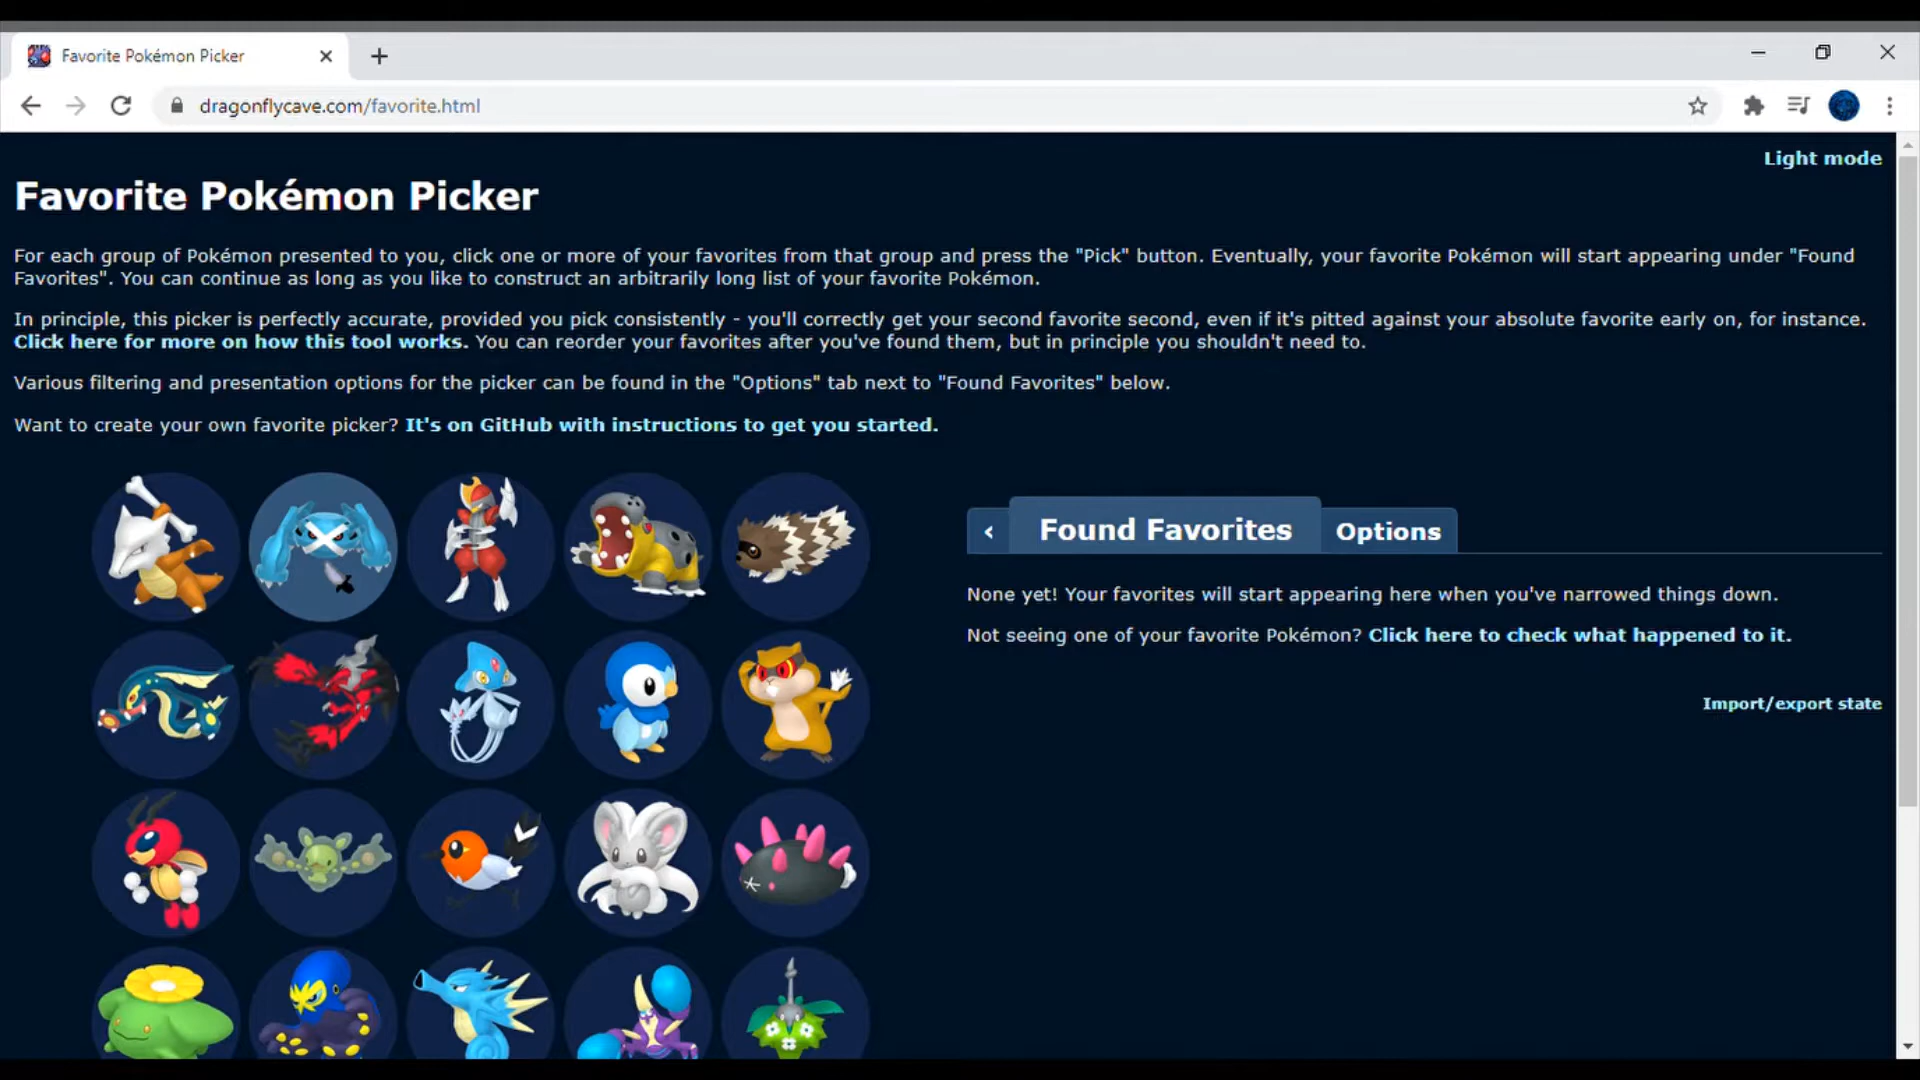 Favorite Pokémon Picker
dragonflycave.com/favorite.html
Light mode
Favorite Pokémon Picker
For each group of Pokémon presented to you, click one or more of your favorites from that group and press the "Pick" button. Eventually, your favorite Pokémon will start appearing under "Found
Favorites". You can continue as long as you like to construct an arbitrarily long list of your favorite Pokémon.
In principle, this picker is perfectly accurate, provided you pick consistently - you'll correctly get your second favorite second, even if it's pitted against your absolute favorite early on, for instance.
Click here for more on how this tool works. You can reorder your favorites after you've found them, but in principle you shouldn't need to.
Various filtering and presentation options for the picker can be found in the "Options" tab next to "Found Favorites" below.
Want to create your own favorite picker? It's on GitHub with instructions to get you started.
Found Favorites
Options
None yet! Your favorites will start appearing here when you've narrowed things down.
Not seeing one of your favorite Pokémon? Click here to check what happened to it.
Import/export state